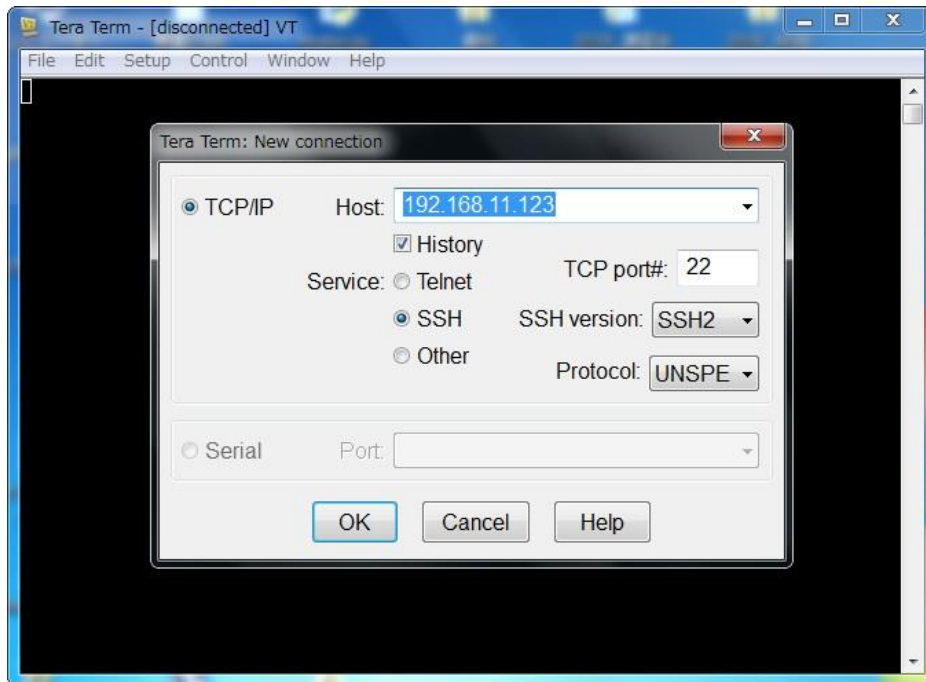 Tera Term - [disconnected] VT
File Edit Setup Control Window Help
Tera Term: New connection
TCP/IP Host: 192.168.11.123
History
Service: Telnet TCP port#: 22
SSH SSH version: SSH2
Other Protocol: UNSPE
Serial Port:
OK Cancel Help